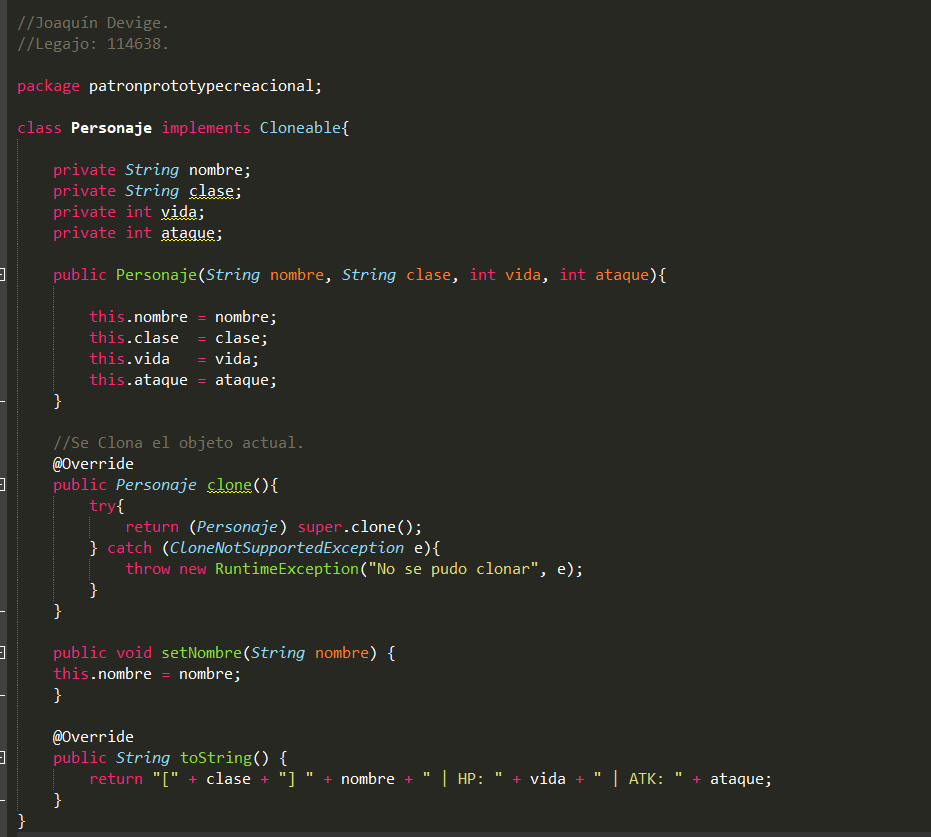 //Joaquín Devige.
//Legajo: 114638.
package patronprototypecreacional;
class Personaje implements Cloneable{
private String nombre;
private String clase;
private int vida;
private int ataque;
public Personaje(String nombre, String clase, int vida, int ataque){
this.nombre = nombre;
this.clase  = clase;
this.vida   = vida;
this.ataque = ataque;
}
//Se Clona el objeto actual.
@Override
public Personaje clone(){
try{
return (Personaje) super.clone();
} catch (CloneNotSupportedException e){
throw new RuntimeException("No se pudo clonar", e);
}
}
public void setNombre(String nombre) {
this.nombre = nombre;
}
@Override
public String toString() {
return "[" + clase + "] " + nombre + " | HP: " + vida + " | ATK: " + ataque;
}
}